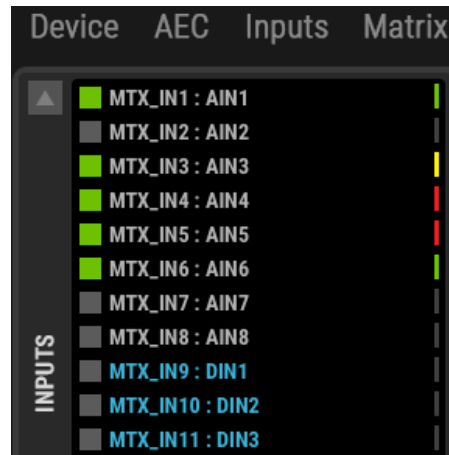 Device AEC Inputs Matrix
MTX_IN1 : AIN1
MTX_IN2 : AIN2
MTX_IN3 : AIN3
MTX_IN4 : AIN4
MTX_IN5 : AIN5
MTX_IN6 : AIN6
MTX_IN7 : AIN7
MTX_IN8 : AIN8
MTX_IN9 : DIN1
MTX_IN10 : DIN2
MTX_IN11 : DIN3
INPUTS